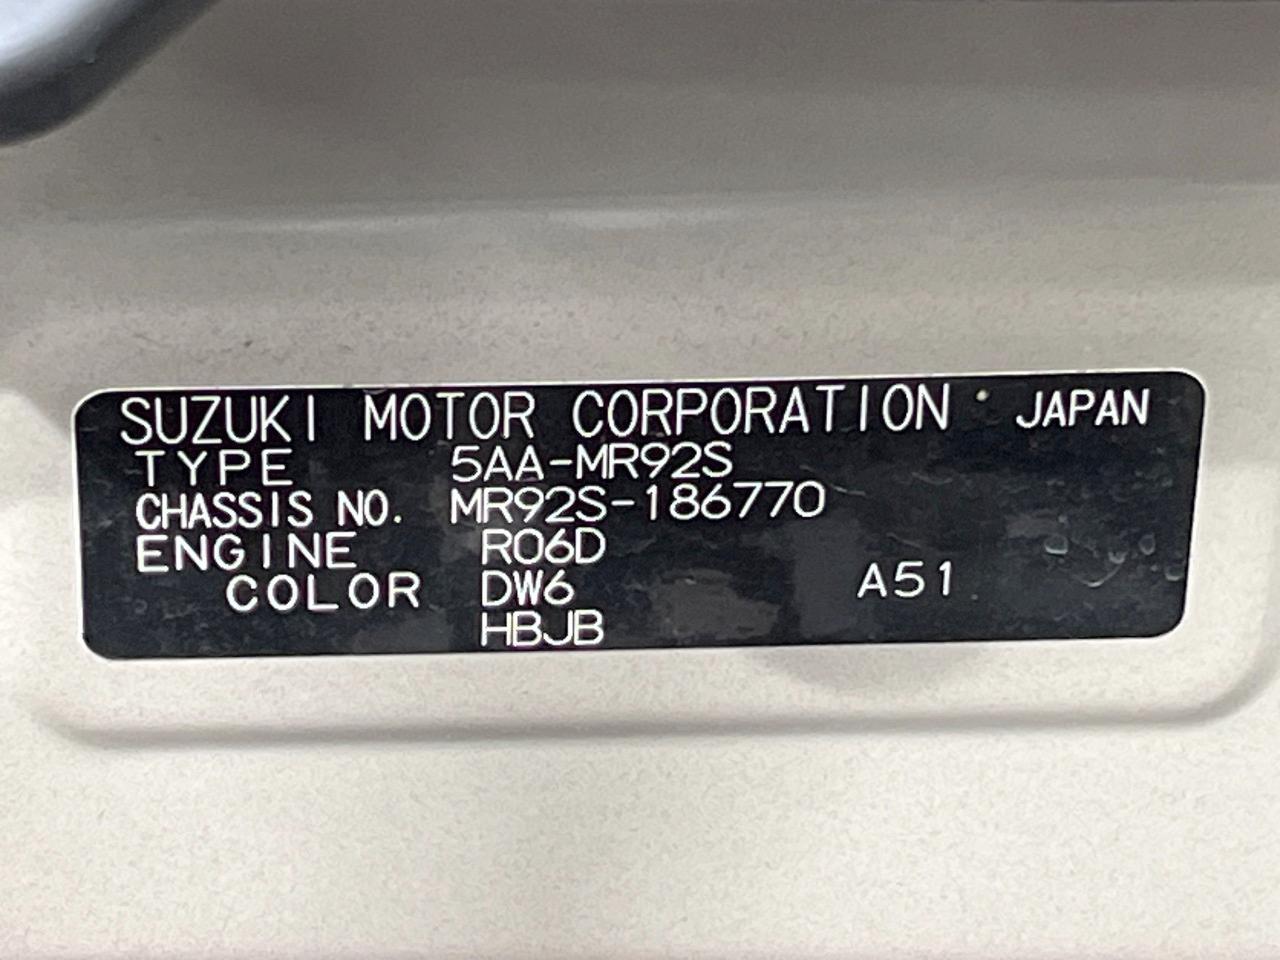 SUZUKI MOTOR CORPORATION JAPAN
TYPE 5AA-MR92S
CHASSIS NO. MR92S-186770
ENGINE R06D
COLOR DW6 A51
HBJB